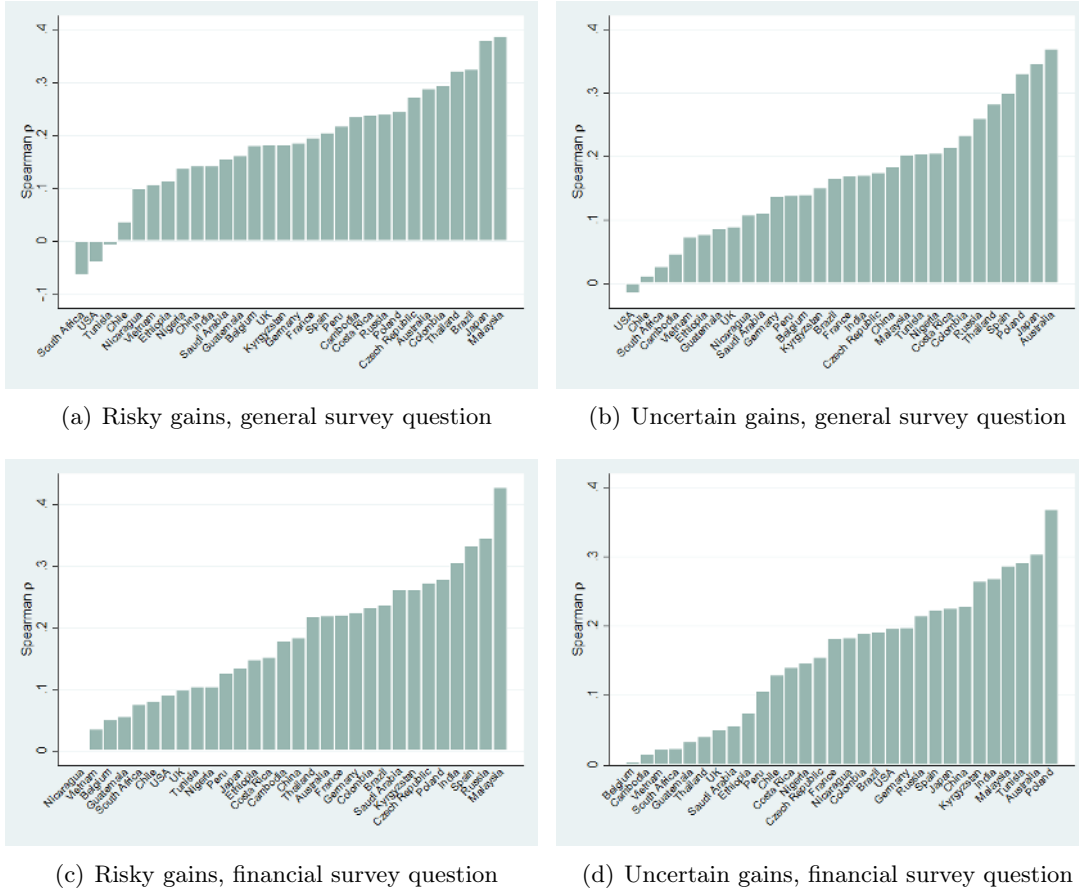 Spearman ρ
.4
.3
.2
.1
0
-.1
South Africa
USA
Tunisia
Chile
Nicaragua
Vietnam
Ethiopia
Nigeria
China
India
Saudi Arabia
Guatemala
Belgium
UK
Kyrgyzstan
Germany
France
Spain
Peru
Cambodia
Costa Rica
Russia
Poland
Czech Republic
Australia
Colombia
Thailand
Brazil
Japan
Malaysia
(a) Risky gains, general survey question
Spearman ρ
.4
.3
.2
.1
0
USA
Chile
South Africa
Cambodia
Vietnam
Ethiopia
Guatemala
UK
Nicaragua
Saudi Arabia
Germany
Peru
Belgium
Kyrgyzstan
Brazil
France
India
Czech Republic
China
Malaysia
Tunisia
Nigeria
Costa Rica
Colombia
Russia
Thailand
Spain
Poland
Japan
Australia
(b) Uncertain gains, general survey question
Spearman ρ
.4
.3
.2
.1
0
Nicaragua
Vietnam
Belgium
Guatemala
South Africa
Chile
USA
UK
Tunisia
Nigeria
Peru
Japan
Ethiopia
Costa Rica
Cambodia
China
Thailand
Australia
France
Germany
Colombia
Brazil
Saudi Arabia
Kyrgyzstan
Czech Republic
Poland
India
Spain
Russia
Malaysia
(c) Risky gains, financial survey question
Spearman ρ
.4
.3
.2
.1
0
Belgium
Cambodia
Vietnam
South Africa
Guatemala
Thailand
UK
Saudi Arabia
Ethiopia
Peru
Chile
Costa Rica
Nigeria
Czech Republic
France
Nicaragua
Colombia
Brazil
USA
Germany
Russia
Spain
Japan
China
Kyrgyzstan
India
Malaysia
Tunisia
Australia
Poland
(d) Uncertain gains, financial survey question